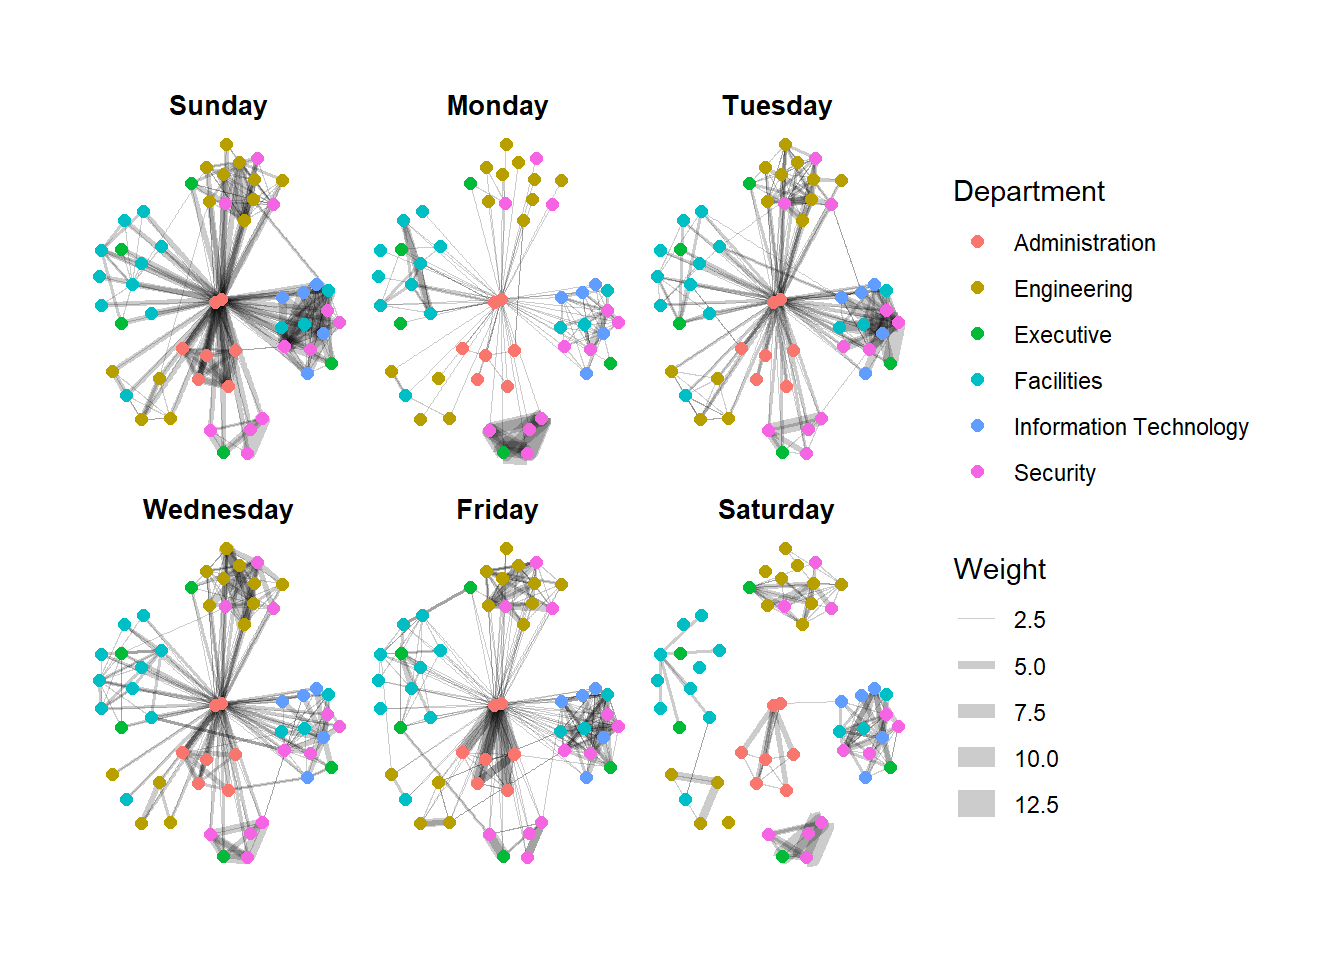 Sunday
Monday
Tuesday
Wednesday
Friday
Saturday
Department
Administration
Engineering
Executive
Facilities
Information Technology
Security
Weight
2.5
5.0
7.5
10.0
12.5